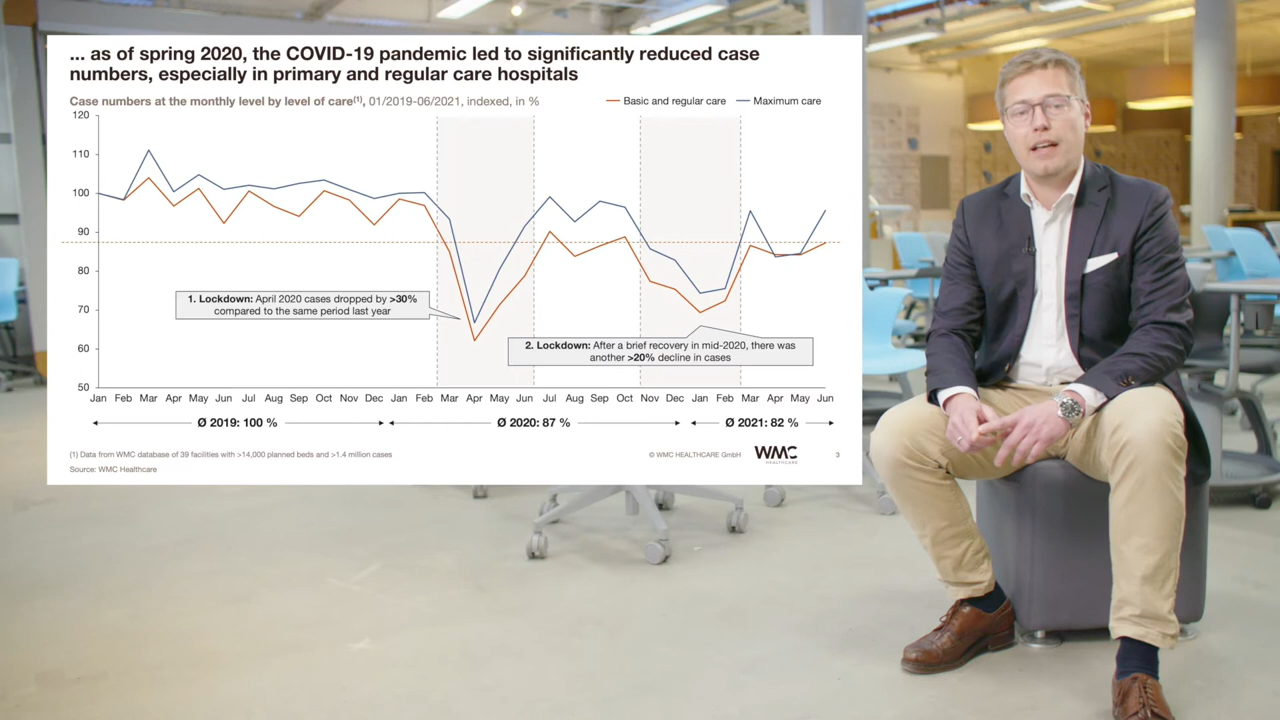 ... as of spring 2020, the COVID-19 pandemic led to significantly reduced case
numbers, especially in primary and regular care hospitals
Case numbers at the monthly level by level of care(1), 01/2019-06/2021, indexed, in %
Basic and regular care
Maximum care
120
110
100
90
80
70
60
50
1. Lockdown: April 2020 cases dropped by >30%
compared to the same period last year
2. Lockdown: After a brief recovery in mid-2020, there was
another >20% decline in cases
Jan Feb Mar Apr May Jun Jul Aug Sep Oct Nov Dec Jan Feb Mar Apr May Jun Jul Aug Sep Oct Nov Dec Jan Feb Mar Apr May Jun
Ø 2019: 100 % Ø 2020: 87 % Ø 2021: 82 %
(1) Data from WMC database of 39 facilities with >14,000 planned beds and >1.4 million cases
Source: WMC Healthcare
© WMC HEALTHCARE GmbH
WMC
HEALTHCARE
3